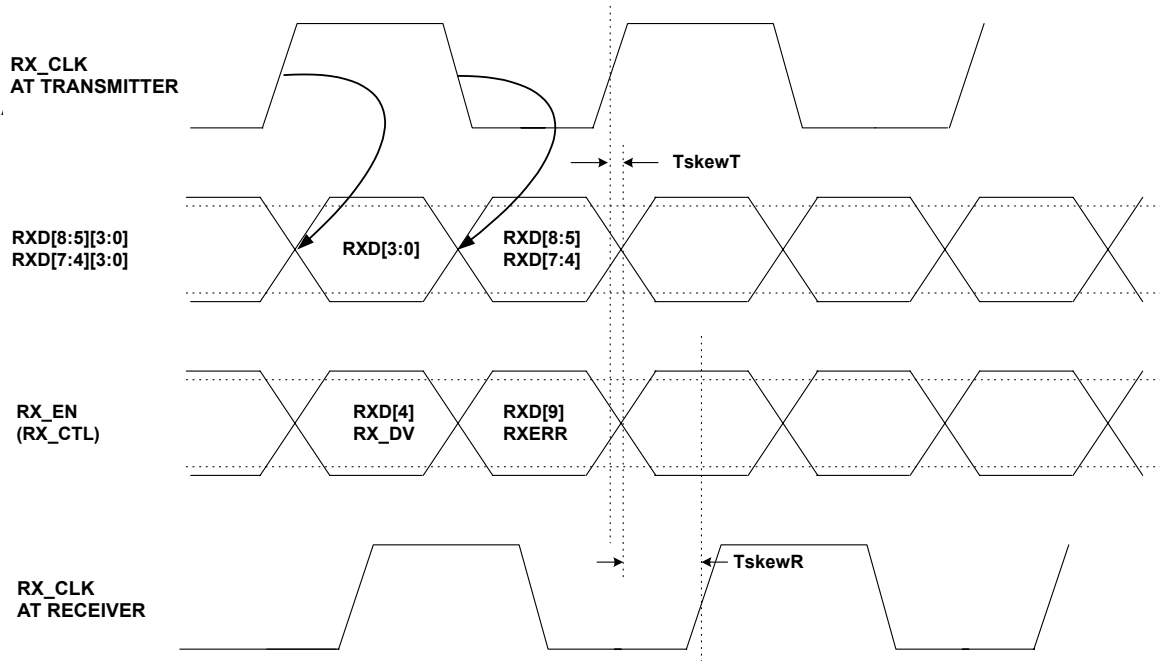 RX_CLK
AT TRANSMITTER
TskewT
RXD[8:5][3:0]
RXD[7:4][3:0]
RXD[3:0]
RXD[8:5]
RXD[7:4]
RX_EN
(RX_CTL)
RXD[4]
RX_DV
RXD[9]
RXERR
TskewR
RX_CLK
AT RECEIVER